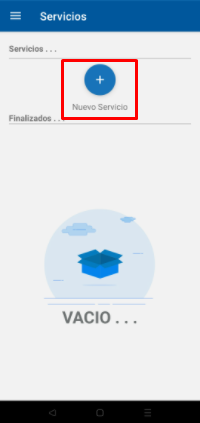 Servicios
Servicios . . .
Nuevo Servicio
Finalizados . . .
VACIO . . .